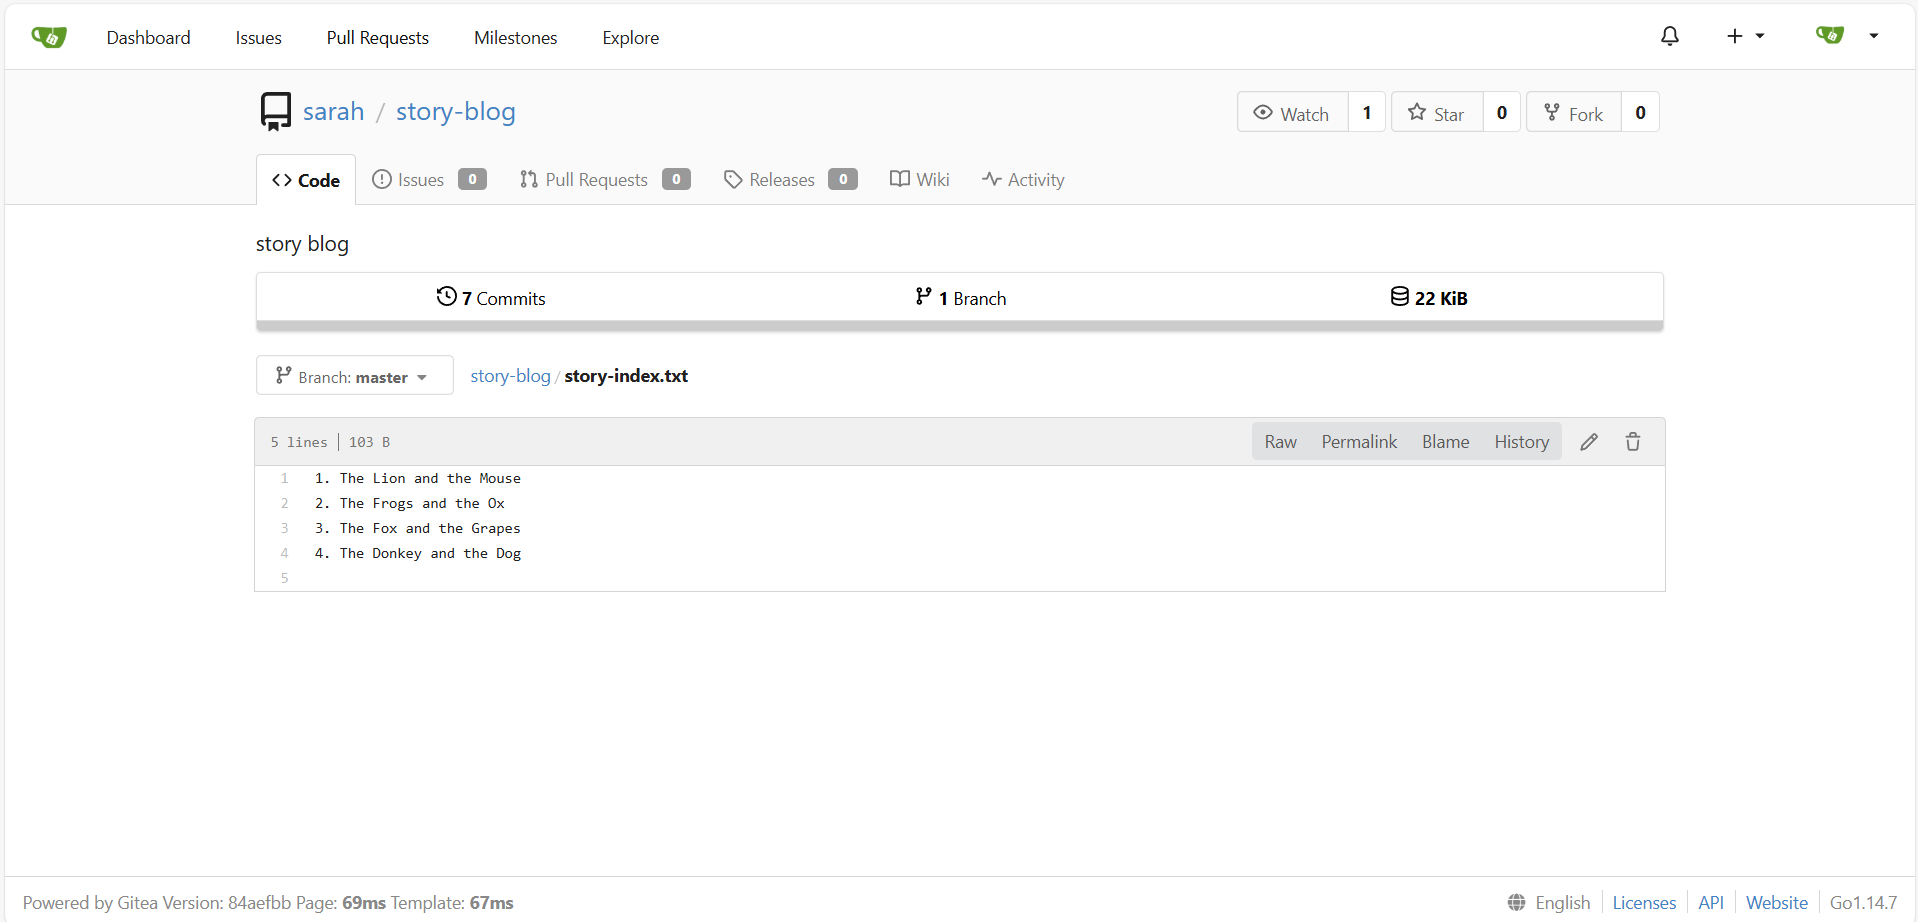 Dashboard Issues Pull Requests Milestones Explore
sarah / story-blog
Watch 1 Star 0 Fork 0
Code Issues 0 Pull Requests 0 Releases 0 Wiki Activity
story blog
7 Commits 1 Branch 22 KiB
Branch: master story-blog / story-index.txt
5 lines | 103 B Raw Permalink Blame History
1 1. The Lion and the Mouse
2 2. The Frogs and the Ox
3 3. The Fox and the Grapes
4 4. The Donkey and the Dog
5
Powered by Gitea Version: 84aefbb Page: 69ms Template: 67ms English Licenses API Website Go1.14.7